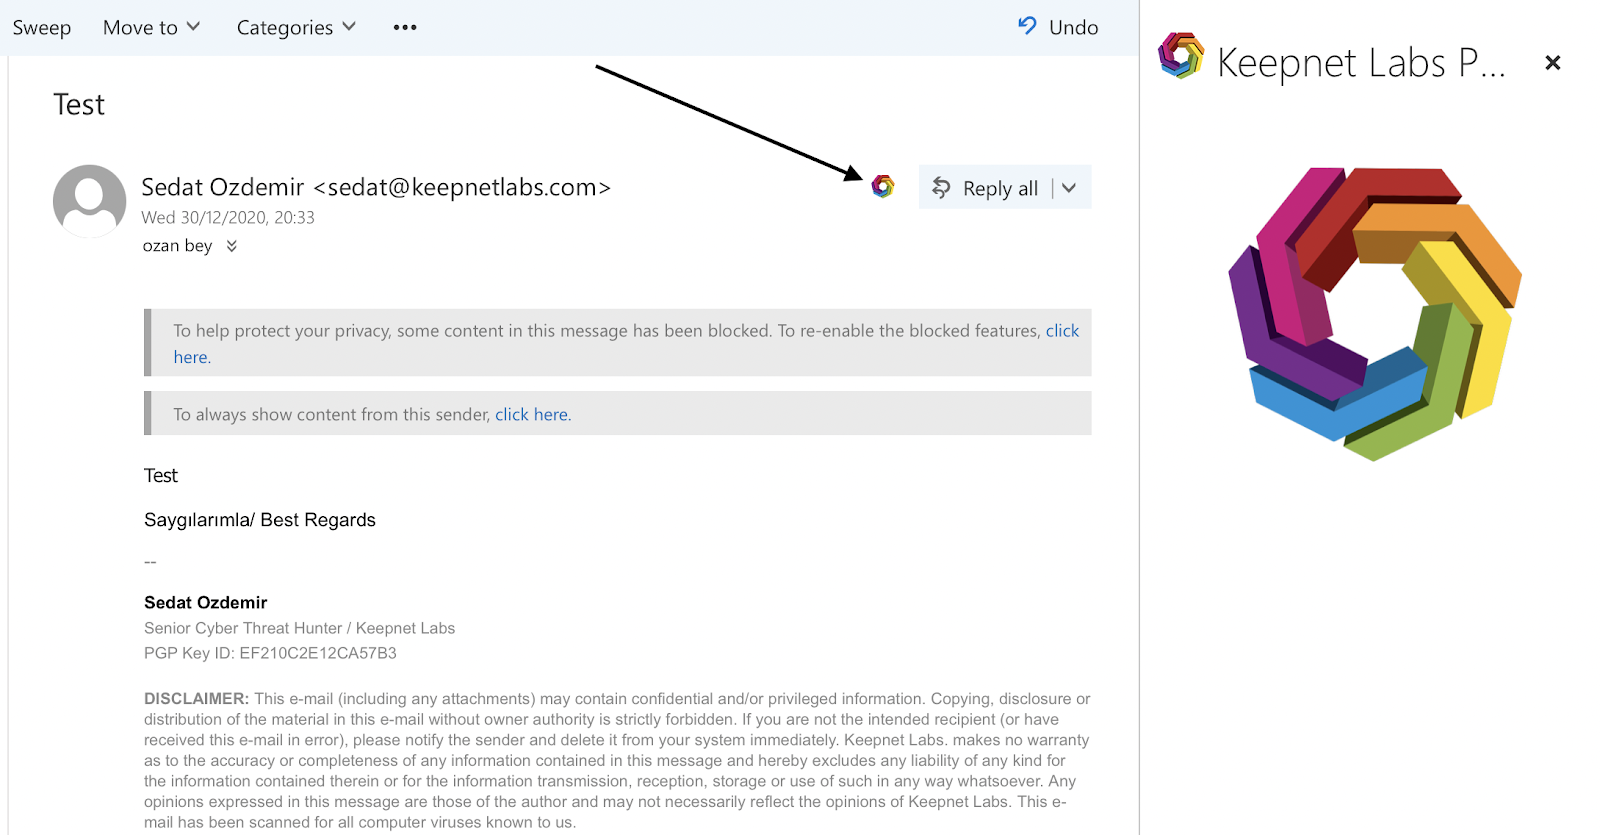 Sweep Move to Categories ••• Undo
Keepnet Labs P...
Test
Sedat Ozdemir <sedat@keepnetlabs.com>
Reply all
Wed 30/12/2020, 20:33
ozan bey
To help protect your privacy, some content in this message has been blocked. To re-enable the blocked features, click
here.
To always show content from this sender, click here.
Test
Saygılarımla/ Best Regards
--
Sedat Ozdemir
Senior Cyber Threat Hunter / Keepnet Labs
PGP Key ID: EF210C2E12CA57B3
DISCLAIMER: This e-mail (including any attachments) may contain confidential and/or privileged information. Copying, disclosure or
distribution of the material in this e-mail without owner authority is strictly forbidden. If you are not the intended recipient (or have
received this e-mail in error), please notify the sender and delete it from your system immediately. Keepnet Labs. makes no warranty
as to the accuracy or completeness of any information contained in this message and hereby excludes any liability of any kind for
the information contained therein or for the information transmission, reception, storage or use of such in any way whatsoever. Any
opinions expressed in this message are those of the author and may not necessarily reflect the opinions of Keepnet Labs. This e-
mail has been scanned for all computer viruses known to us.